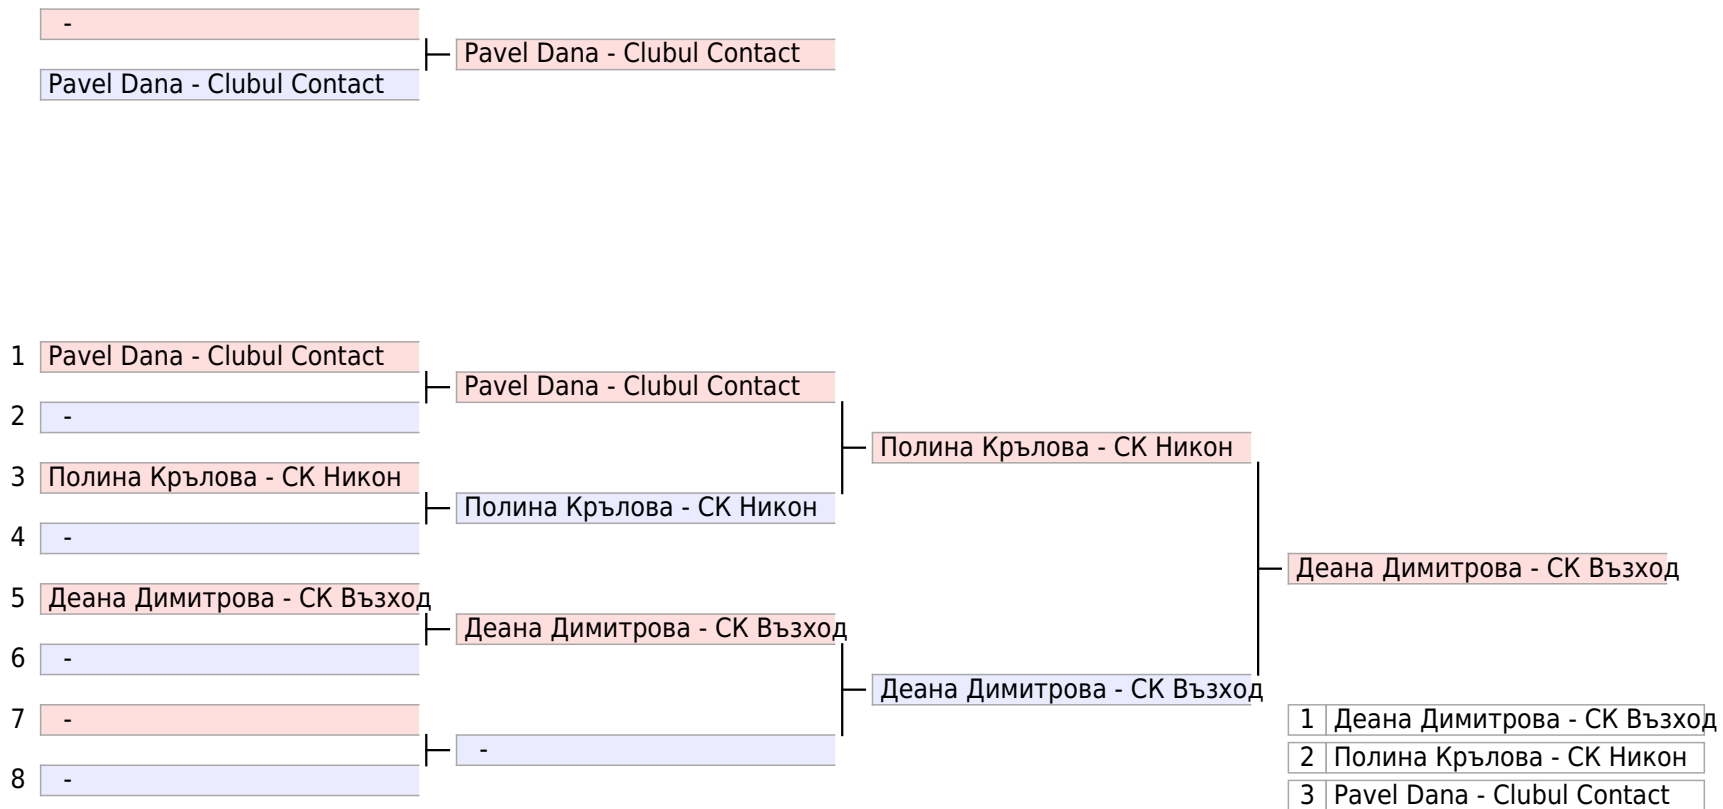 -
Pavel Dana - Clubul Contact
Pavel Dana - Clubul Contact
1 Pavel Dana - Clubul Contact
Pavel Dana - Clubul Contact
2 -
Полина Крълова - СК Никон
3 Полина Крълова - СК Никон
Полина Крълова - СК Никон
4 -
Деана Димитрова - СК Възход
5 Деана Димитрова - СК Възход
Деана Димитрова - СК Възход
6 -
Деана Димитрова - СК Възход
7 -
1 Деана Димитрова - СК Възход
-
2 Полина Крълова - СК Никон
8 -
3 Pavel Dana - Clubul Contact